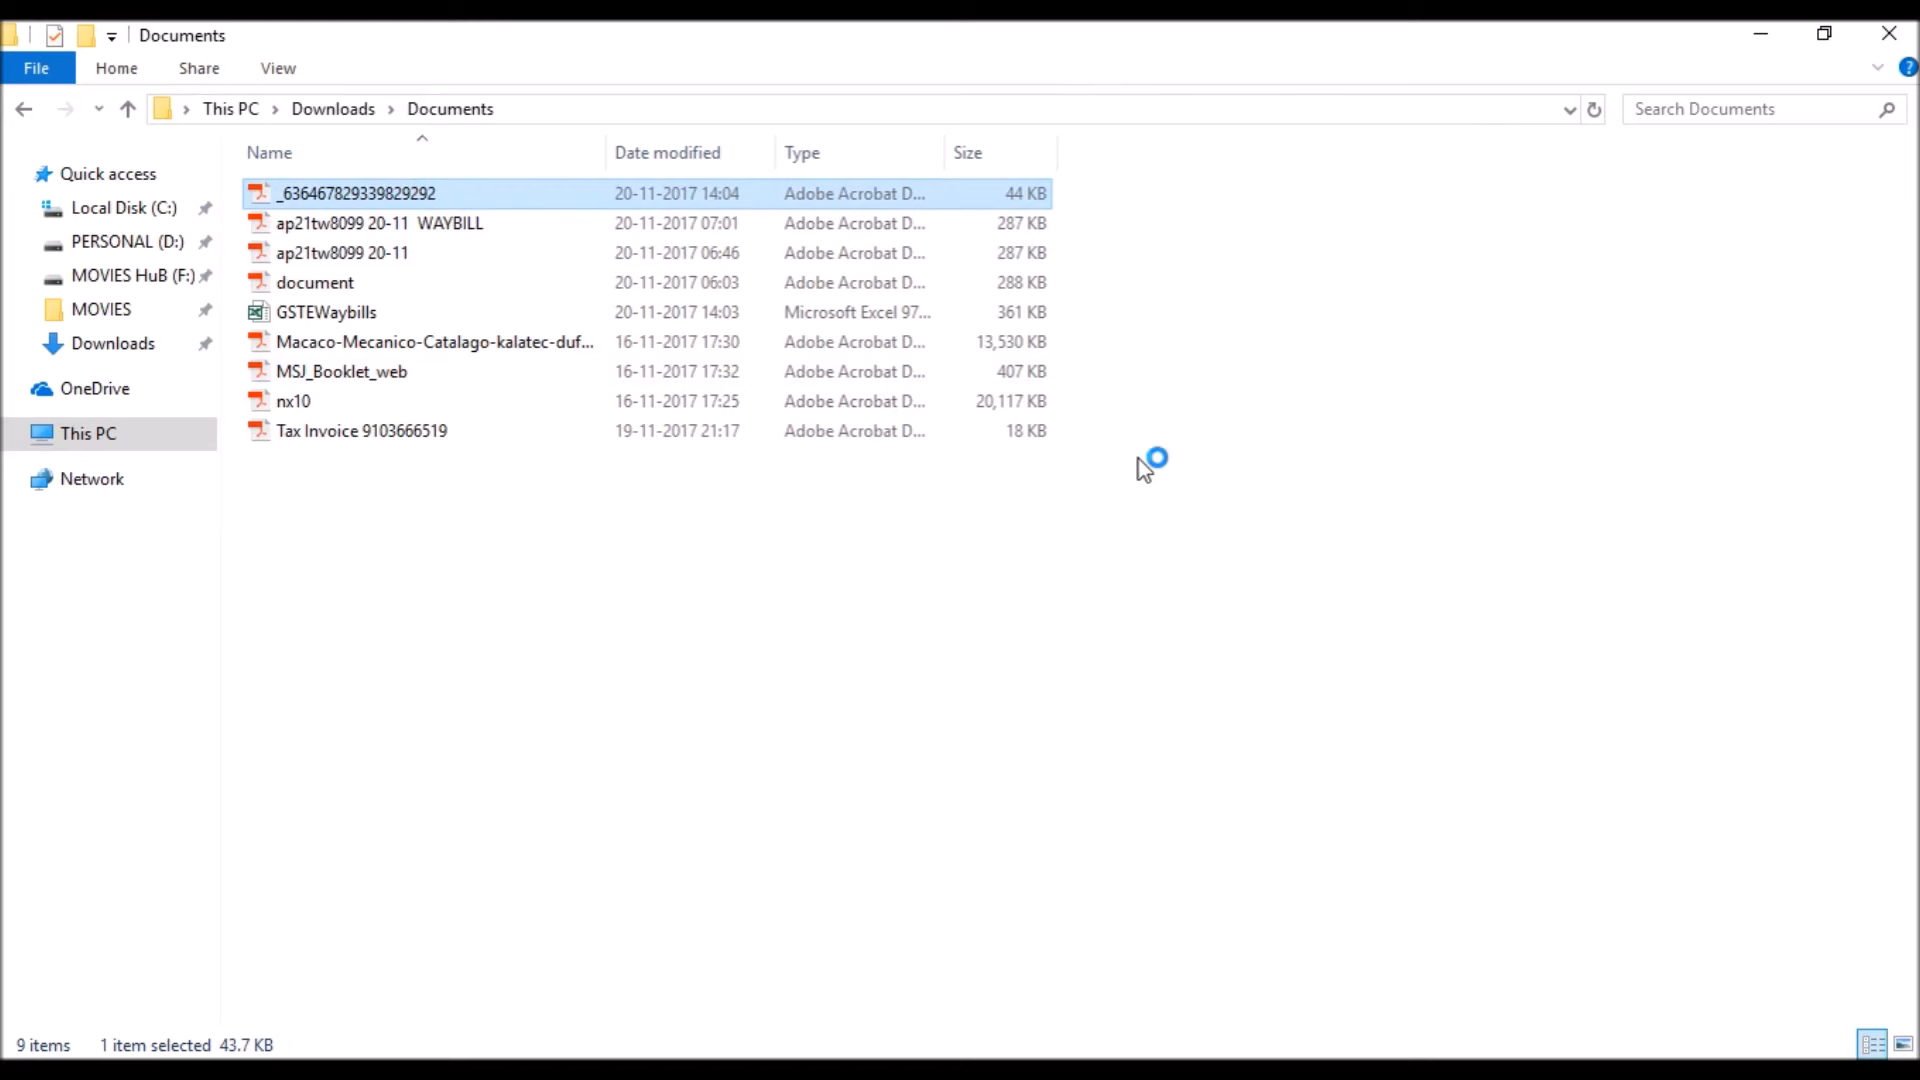 Documents
File Home Share View
This PC Downloads Documents
Search Documents
Name Date modified Type Size
Quick access
Local Disk (C:)
PERSONAL (D:)
MOVIES HuB (F:)
MOVIES
Downloads
OneDrive
This PC
Network
_636467829339829292 20-11-2017 14:04 Adobe Acrobat D... 44 KB
ap21tw8099 20-11 WAYBILL 20-11-2017 07:01 Adobe Acrobat D... 287 KB
ap21tw8099 20-11 20-11-2017 06:46 Adobe Acrobat D... 287 KB
document 20-11-2017 06:03 Adobe Acrobat D... 288 KB
GSTEWaybills 20-11-2017 14:03 Microsoft Excel 97... 361 KB
Macaco-Mecanico-Catalago-kalatec-duf... 16-11-2017 17:30 Adobe Acrobat D... 13,530 KB
MSJ_Booklet_web 16-11-2017 17:32 Adobe Acrobat D... 407 KB
nx10 16-11-2017 17:25 Adobe Acrobat D... 20,117 KB
Tax Invoice 9103666519 19-11-2017 21:17 Adobe Acrobat D... 18 KB
9 items 1 item selected 43.7 KB